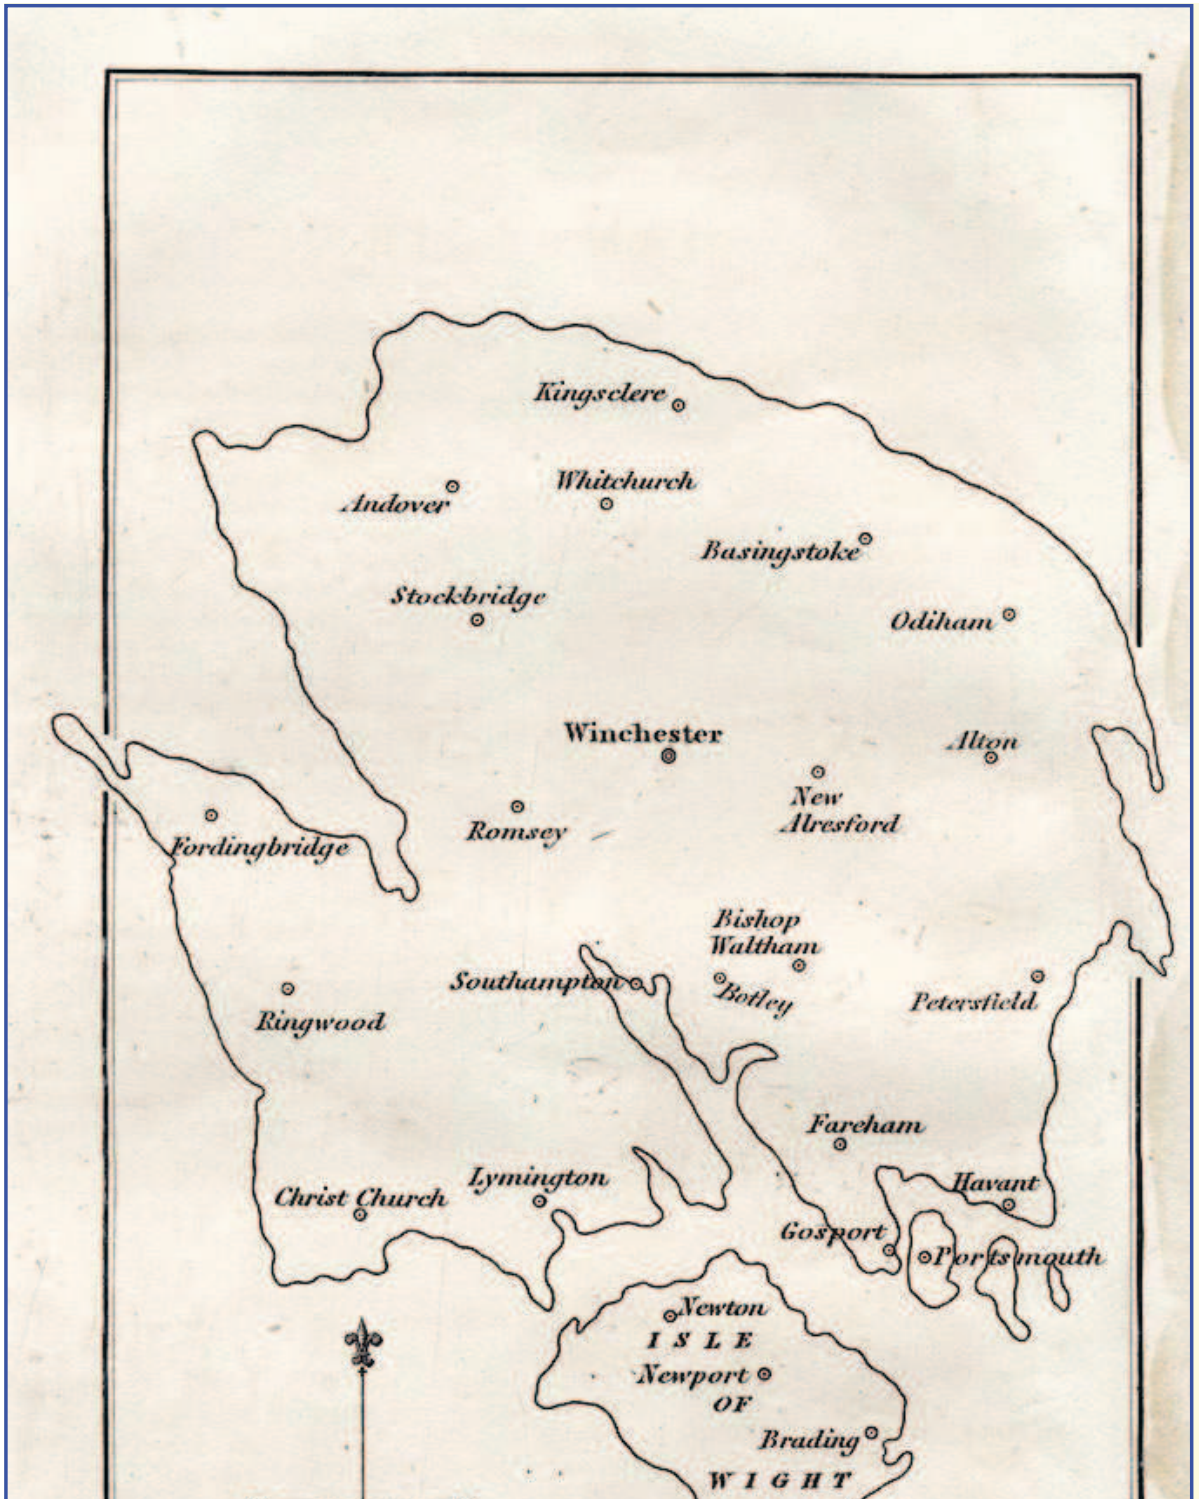 Kingsclere
Andover
Whitchurch
Basingstoke
Stockbridge
Odiham
Winchester
Alton
New
Alresford
Romsey
Fordingbridge
Bishop
Waltham
Southampton
Botley
Petersfield
Ringwood
Fareham
Lymington
Havant
Christ Church
Gosport
Portsmouth
Newton
ISLE
Newport
OF
Brading
WIGHT